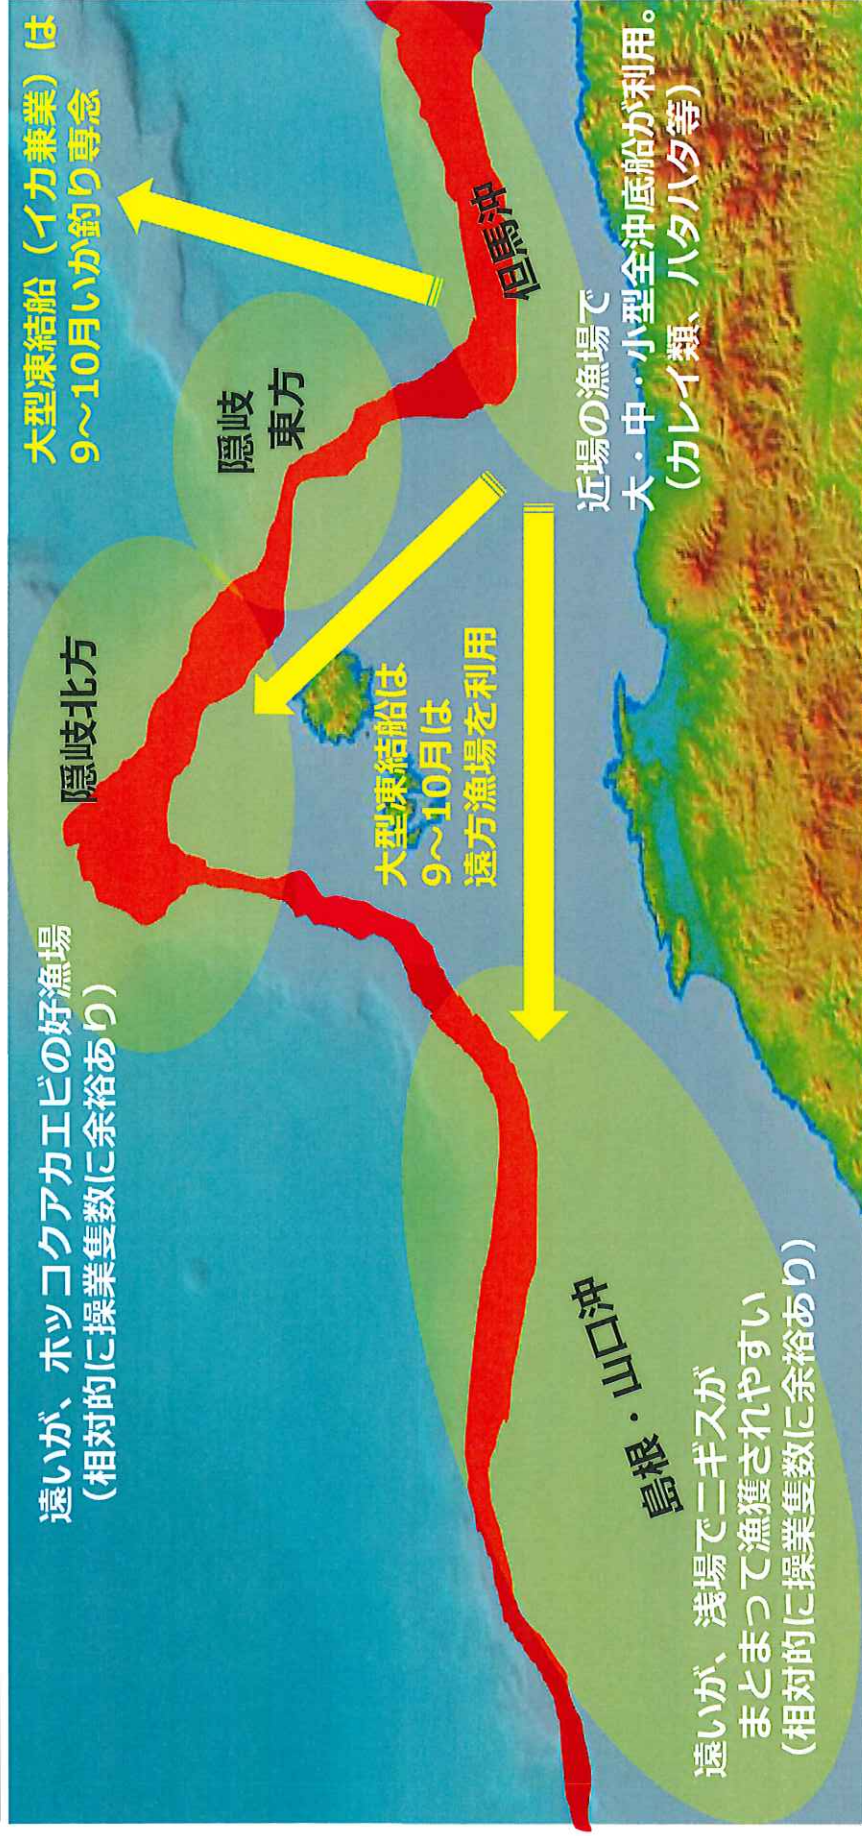 遠いが、ホッコクアカエビの好漁場
（相対的に操業隻数に余裕あり）
隠岐北方
大型凍結船（イカ兼業）は
9～10月いか釣り専念
隠岐
東方
但馬沖
大型凍結船は
9～10月は
遠方漁場を利用
島根・山口沖
遠いが、浅場でニギスが
まとまって漁獲されやすい
（相対的に操業隻数に余裕あり）
近場の漁場で
大・中・小型全沖底船が利用。
（カレイ類、ハタハタ等）